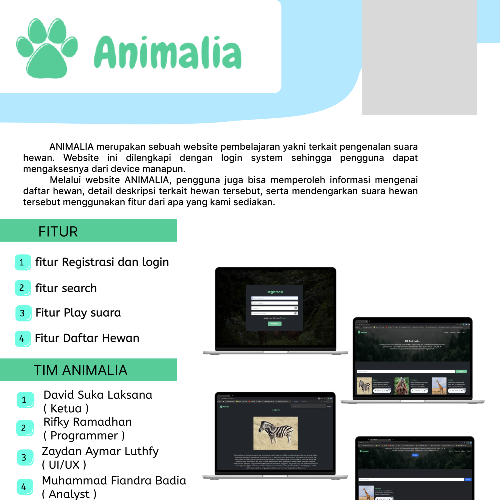 Animalia
ANIMALIA merupakan sebuah website pembelajaran yakni terkait pengenalan suara
hewan. Website ini dilengkapi dengan login system sehingga pengguna dapat
mengaksesnya dari device manapun.
Melalui website ANIMALIA, pengguna juga bisa memperoleh informasi mengenai
daftar hewan, detail deskripsi terkait hewan tersebut, serta mendengarkan suara hewan
tersebut menggunakan fitur dari apa yang kami sediakan.
FITUR
1 fitur Registrasi dan login
2 fitur search
3 Fitur Play suara
4 Fitur Daftar Hewan
TIM ANIMALIA
1 David Suka Laksana
( Ketua )
2 Rifky Ramadhan
( Programmer )
3 Zaydan Aymar Luthfy
( UI/UX )
4 Muhammad Fiandra Badia
( Analyst )